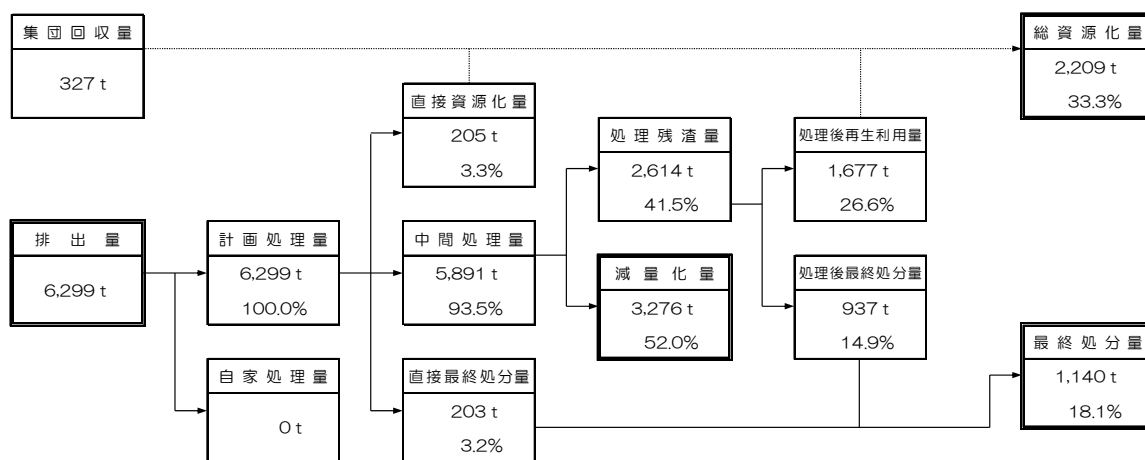 集団回収量
327 t
総資源化量
2,209 t
33.3%
直接資源化量
205 t
3.3%
処理残渣量
2,614 t
41.5%
処理後再生利用量
1,677 t
26.6%
排出量
6,299 t
計画処理量
6,299 t
100.0%
中間処理量
5,891 t
93.5%
減量化量
3,276 t
52.0%
処理後最終処分量
937 t
14.9%
自家処理量
0 t
直接最終処分量
203 t
3.2%
最終処分量
1,140 t
18.1%